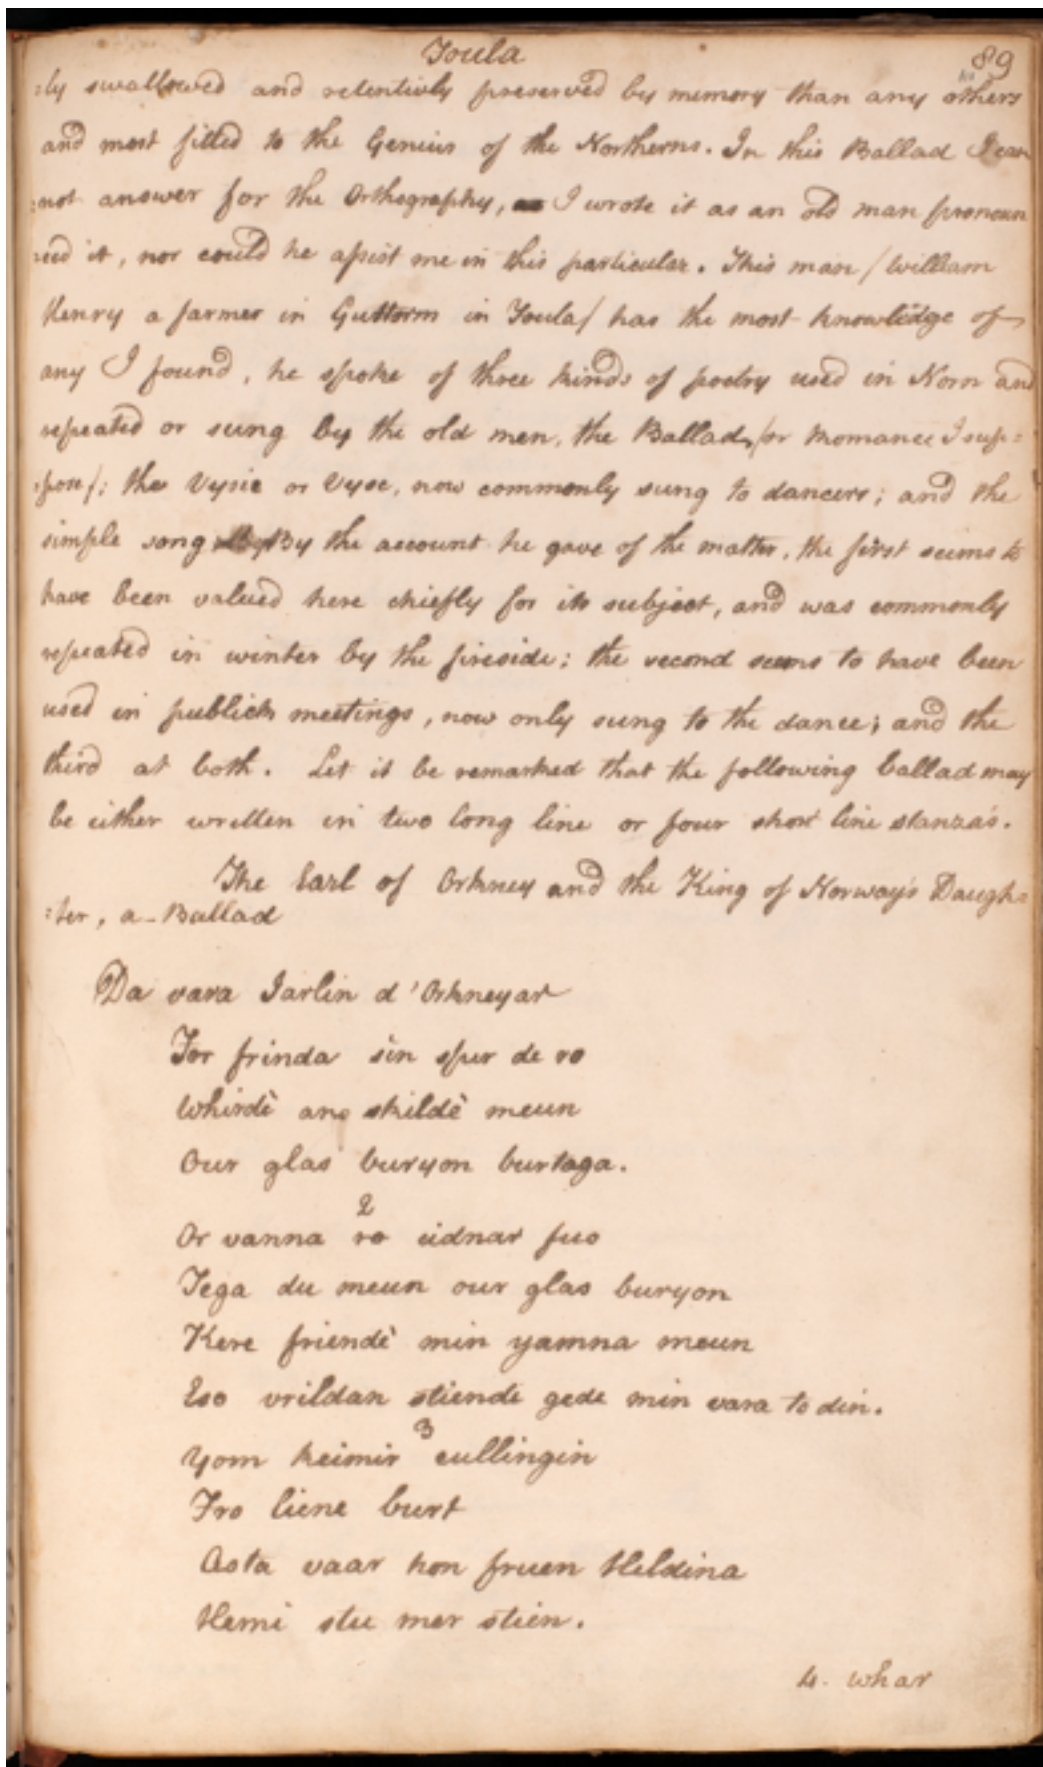 Foula
89
:ly swallowed and retentively preserved by memory than any others
and most fitted to the Genius of the Northerns. In this Ballad I can
:not answer for the Orthography, I wrote it as an old man pronoun
ced it, nor could he assist me in this particular. This man / William
Henry a farmer in Guttorm in Foula / has the most knowledge of
any I found, he spoke of three kinds of poetry used in Norn and
repeated or sung by the old men, the Ballad, / or Romance I sup=
:pose /: the Vysie or Vyse, now commonly sung to dancers; and the
simple song By the account he gave of the matter, the first seems to
have been valued here chiefly for its subject, and was commonly
repeated in winter by the fireside; the second seems to have been
used in publick meetings, now only sung to the dance; and the
third at both. Let it be remarked that the following ballad may
be either written in two long line or four short line stanza's.
The Earl of Orkney and the King of Norway's Daugh=
:ter, a - Ballad
Da vara Iarlin d'Orkneyar
For frinda sin spur de ro
Whirdè ane skildè meun
Our glas buryon burtaga.
2
Or vanna ro eidnar fuo
Tega du meun our glas buryon
Kere friendè min yamna meun
Eso vrildan stiende gede min vara to din.
3
Yom keimir cullingin
Fro liene burt
Asta vaar hon fruen Hildina
Hemi stu mer stien.
4. Whar